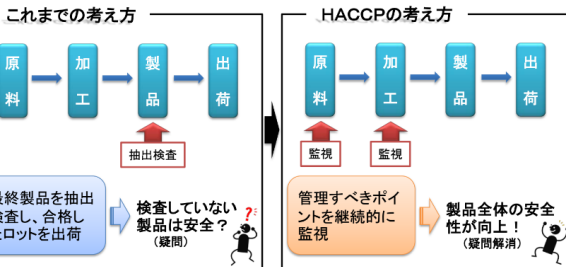 これまでの考え方
原料
加工
製品
出荷
抽出検査
最終製品を抽出
検査し、合格し
たロットを出荷
検査していない
製品は安全？
（疑問）
?
HACCPの考え方
原料
加工
製品
出荷
監視
監視
管理すべきポイ
ントを継続的に
監視
製品全体の安全
性が向上！
（疑問解消）